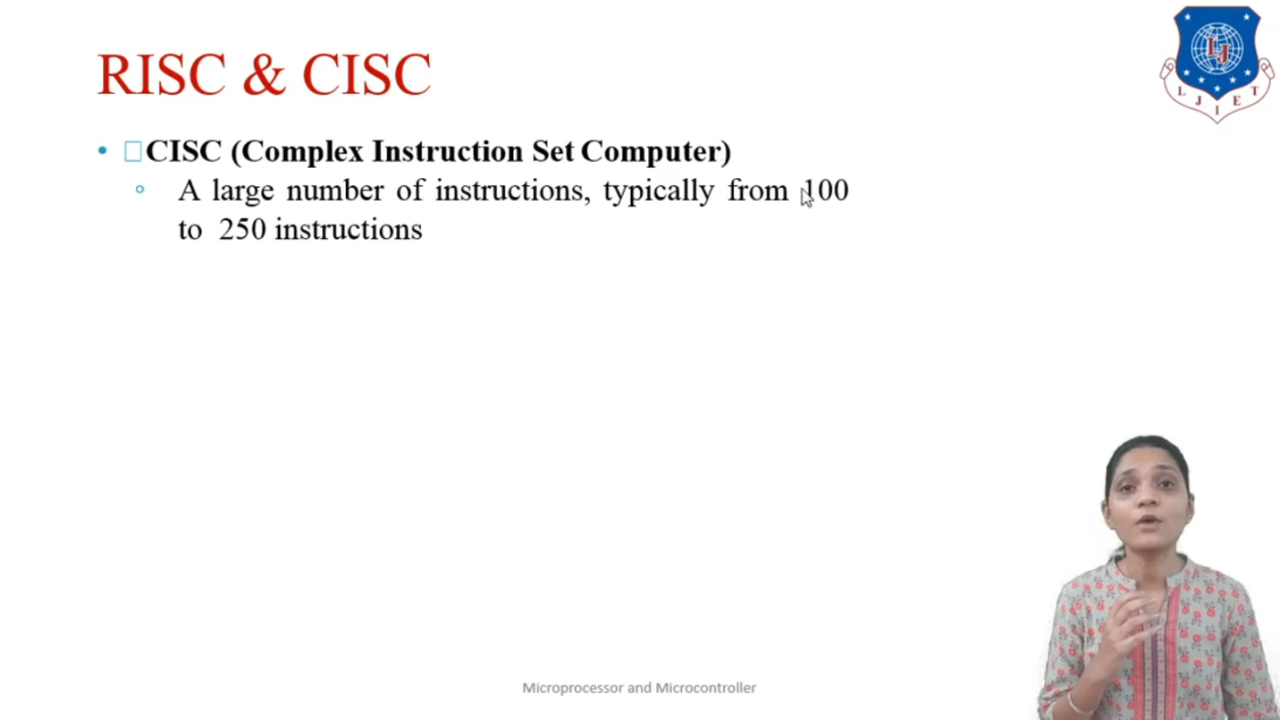 RISC & CISC
• CISC (Complex Instruction Set Computer)
A large number of instructions, typically from 100
to 250 instructions
LJ
L J I E T
Microprocessor and Microcontroller